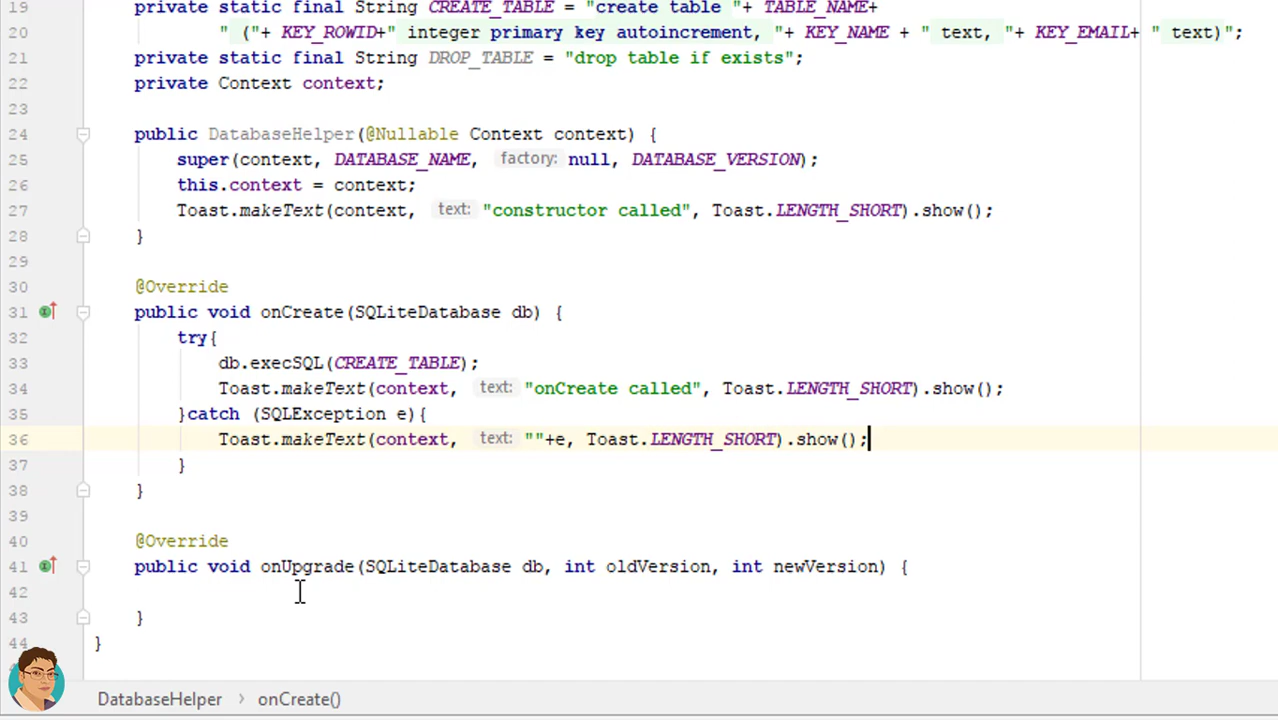 19 private static final String CREATE_TABLE = "create table "+ TABLE_NAME+
20 " ("+ KEY_ROWID+" integer primary key autoincrement, "+ KEY_NAME + " text, "+ KEY_EMAIL+ " text)";
21 private static final String DROP_TABLE = "drop table if exists";
22 private Context context;
23
24 public DatabaseHelper(@Nullable Context context) {
25 super(context, DATABASE_NAME, factory: null, DATABASE_VERSION);
26 this.context = context;
27 Toast.makeText(context, text: "constructor called", Toast.LENGTH_SHORT).show();
28 }
29
30 @Override
31 public void onCreate(SQLiteDatabase db) {
32 try{
33 db.execSQL(CREATE_TABLE);
34 Toast.makeText(context, text: "onCreate called", Toast.LENGTH_SHORT).show();
35 }catch (SQLException e){
36 Toast.makeText(context, text: ""+e, Toast.LENGTH_SHORT).show();
37 }
38 }
39
40 @Override
41 public void onUpgrade(SQLiteDatabase db, int oldVersion, int newVersion) {
42
43 }
44 }
DatabaseHelper › onCreate()